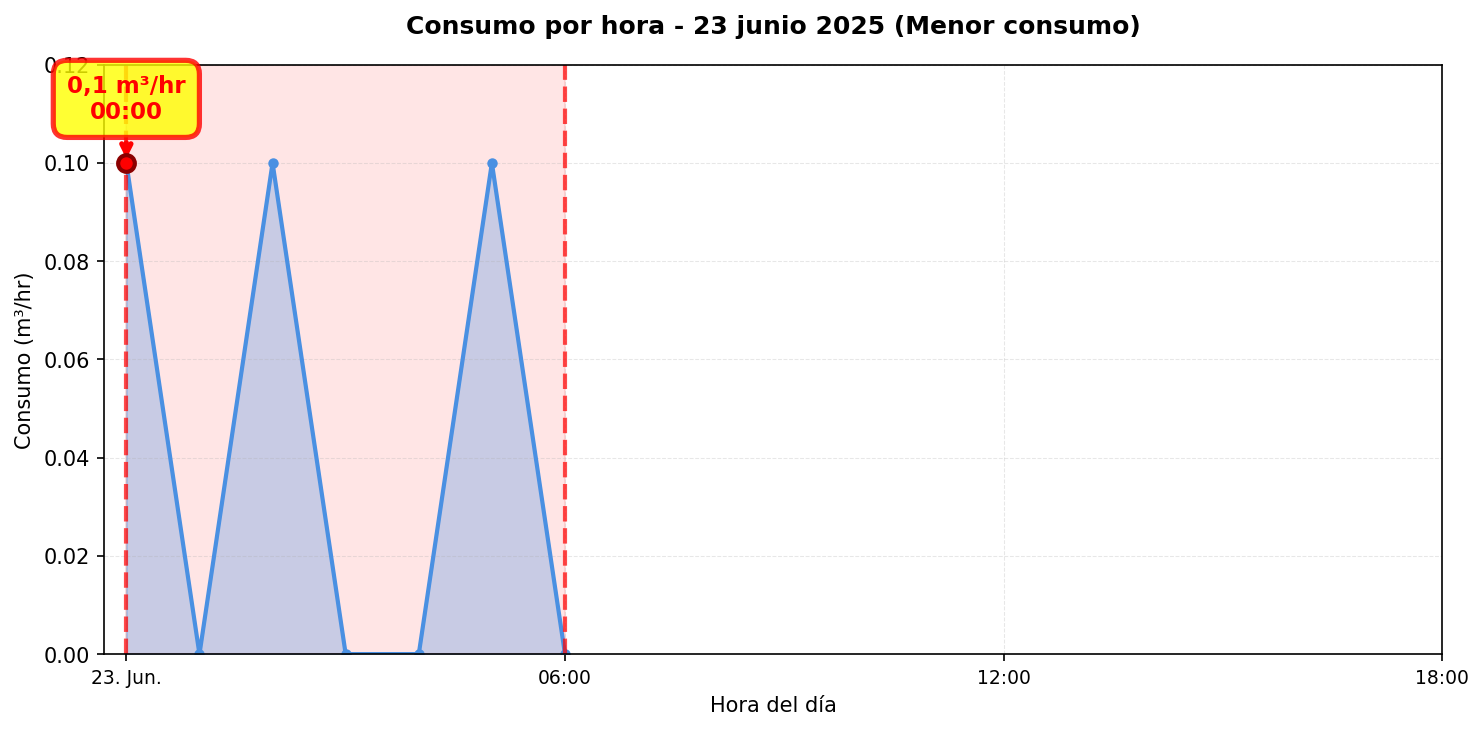 Consumo por hora - 23 junio 2025 (Menor consumo)
0.12
0,1 m³/hr
00:00
0.10
0.08
0.06
0.04
0.02
0.00
Consumo (m³/hr)
23. Jun.
06:00
12:00
18:00
Hora del día